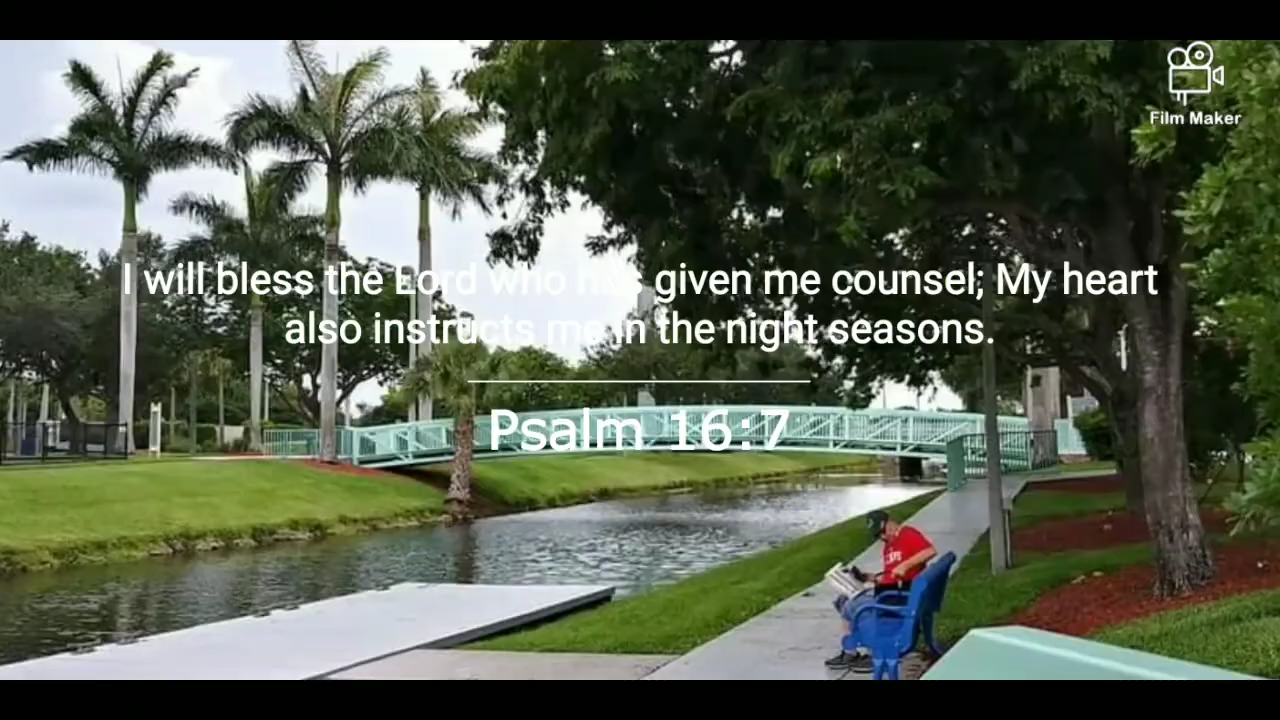 Film Maker
I will bless the Lord who has given me counsel; My heart
also instructs me in the night seasons.
Psalm 16:7